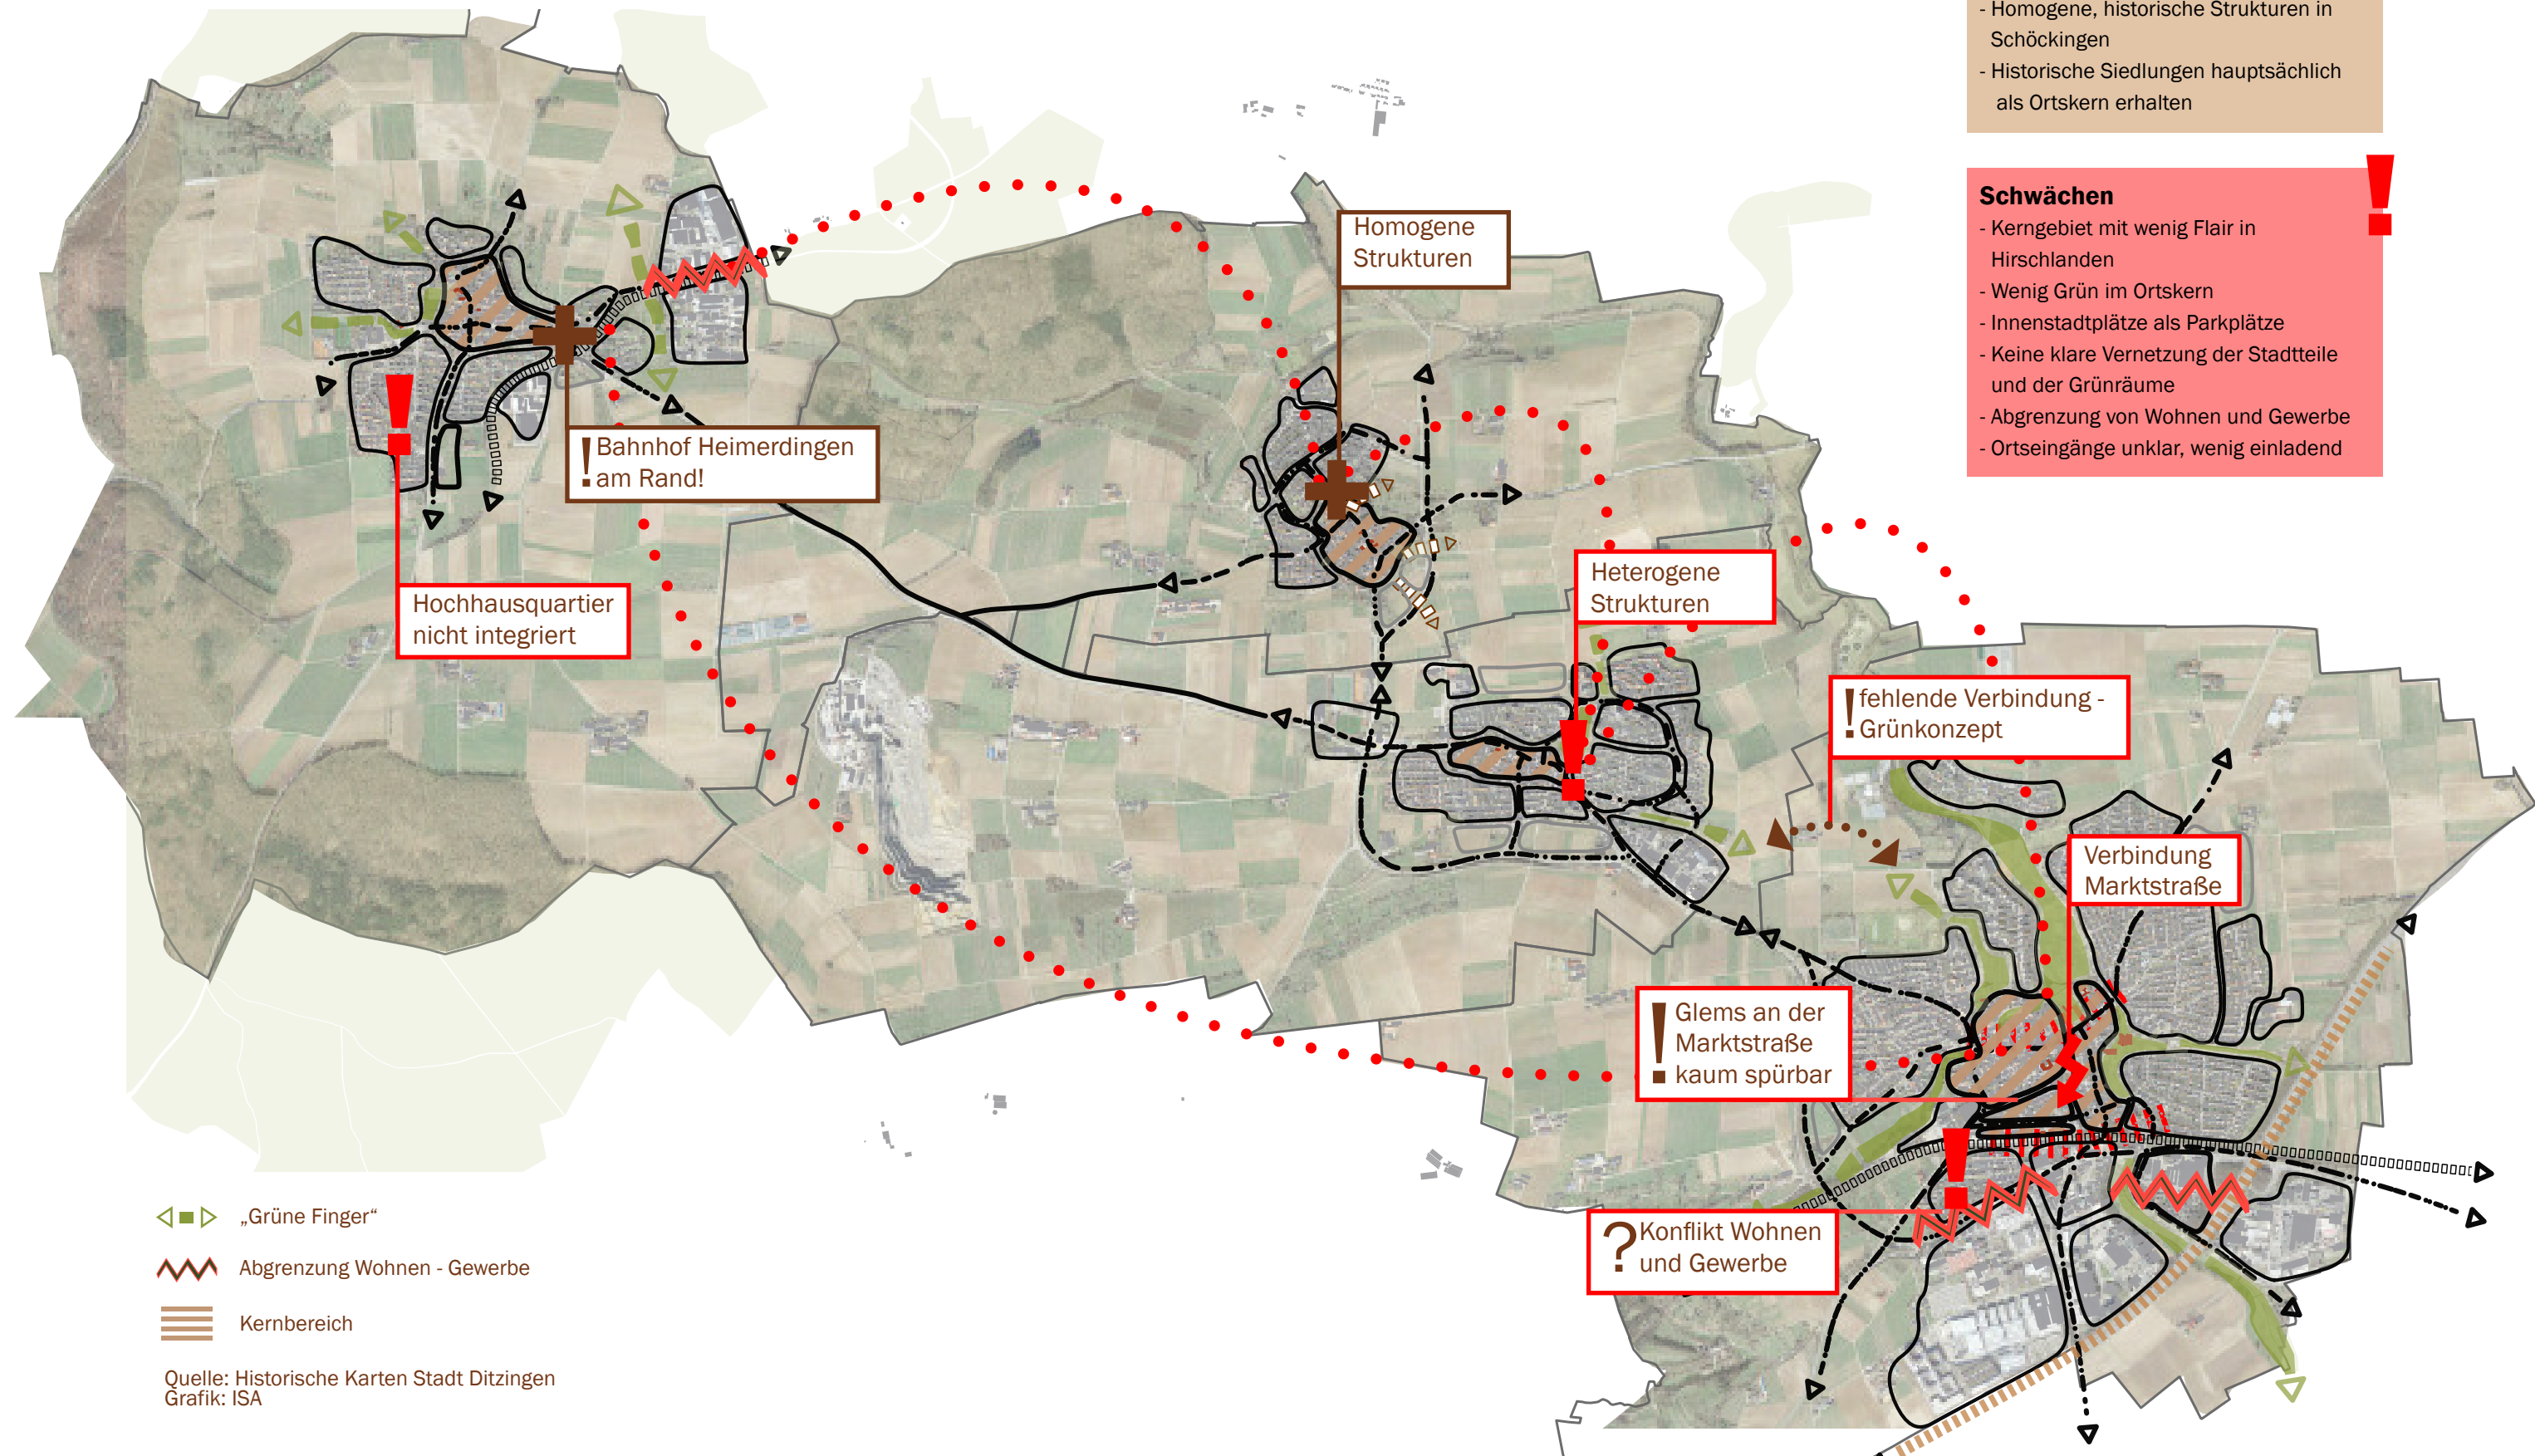 - Homogene, historische Strukturen in
Schöckingen
- Historische Siedlungen hauptsächlich
als Ortskern erhalten
Schwächen
- Kerngebiet mit wenig Flair in
Hirschlanden
- Wenig Grün im Ortskern
- Innenstadtplätze als Parkplätze
- Keine klare Vernetzung der Stadtteile
und der Grünräume
- Abgrenzung von Wohnen und Gewerbe
- Ortseingänge unklar, wenig einladend
Homogene
Strukturen
! Bahnhof Heimerdingen
am Rand!
Hochhausquartier
nicht integriert
Heterogene
Strukturen
! fehlende Verbindung -
Grünkonzept
Verbindung
Marktstraße
! Glems an der
Marktstraße
kaum spürbar
? Konflikt Wohnen
und Gewerbe
„Grüne Finger“
Abgrenzung Wohnen - Gewerbe
Kernbereich
Quelle: Historische Karten Stadt Ditzingen
Grafik: ISA